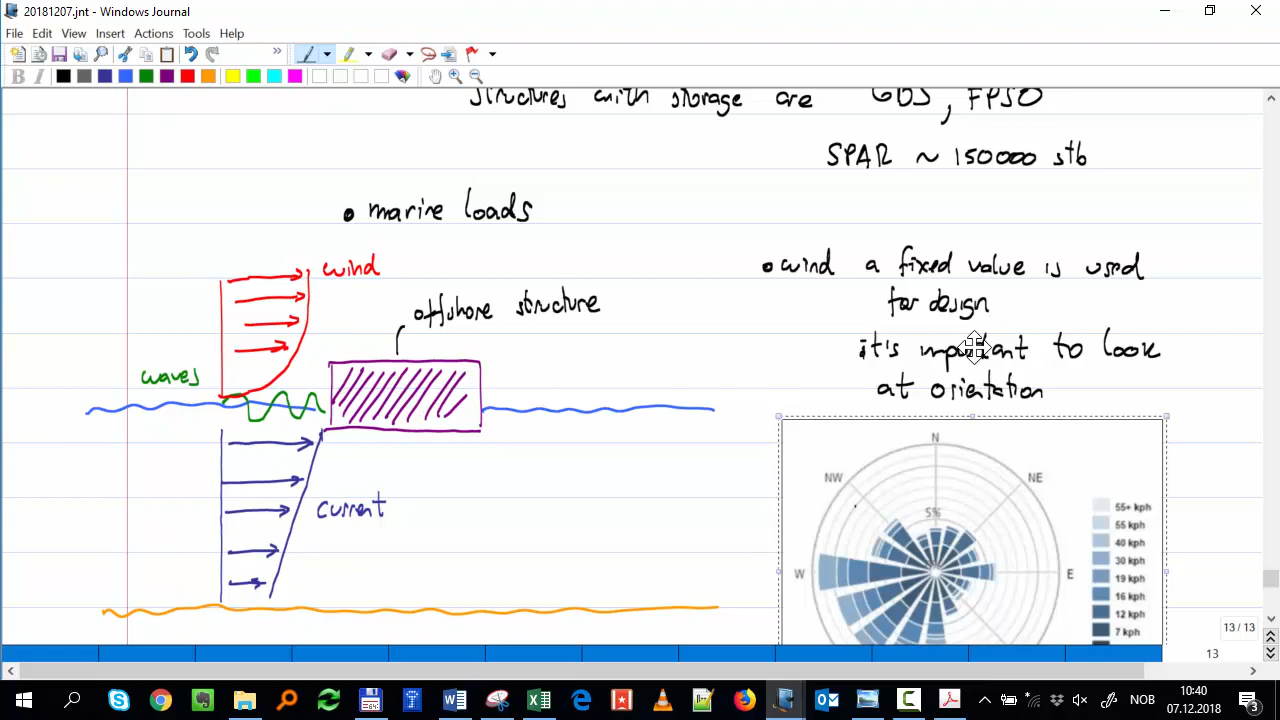 20181207.jnt - Windows Journal
File Edit View Insert Actions Tools Help
structures with storage are GBS, FPSO
SPAR ~ 150000 stb
• marine loads
wind
• wind a fixed value is used
for design
offshore structure
it's important to look
at orientation
waves
current
N
NW
NE
5%
W
E
55+ kph
55 kph
40 kph
30 kph
19 kph
16 kph
12 kph
7 kph
13 / 13
13
NOB
10:40
07.12.2018
3